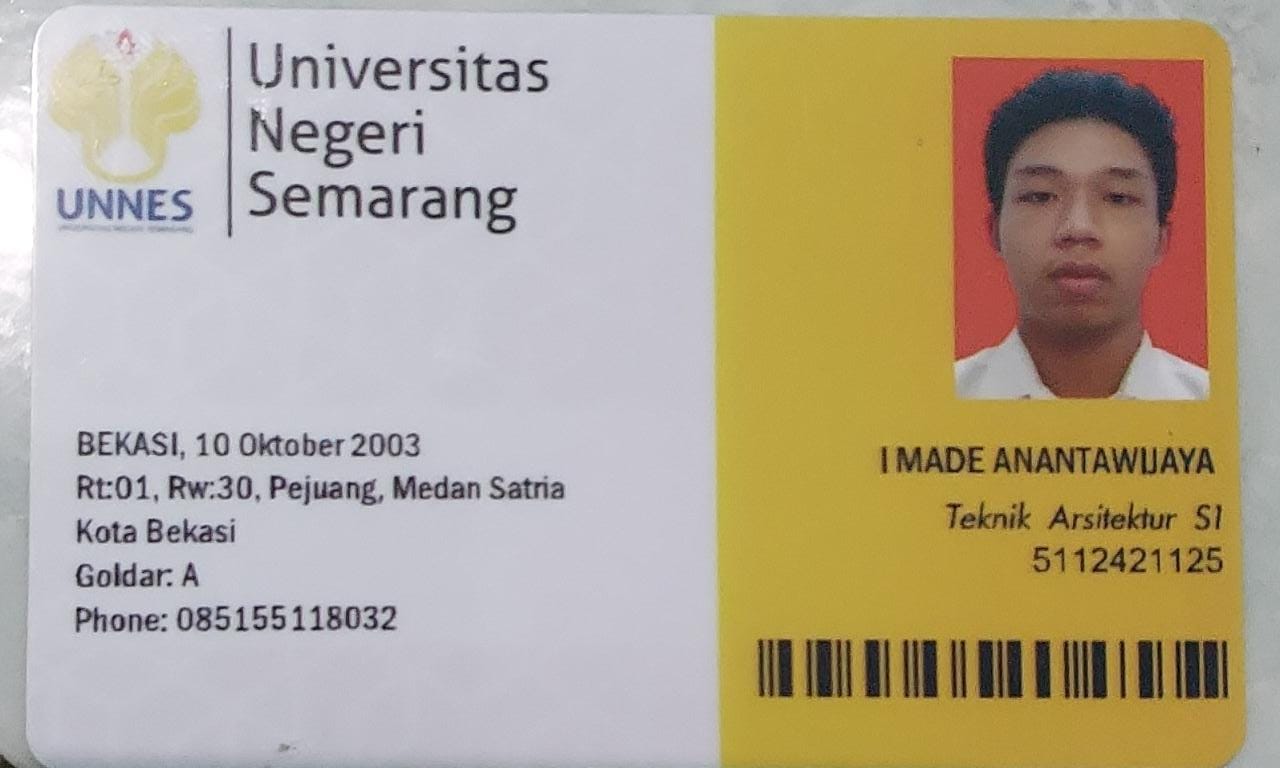 Universitas
Negeri
Semarang
UNNES
BEKASI, 10 Oktober 2003
Rt:01, Rw:30, Pejuang, Medan Satria
Kota Bekasi
Goldar: A
Phone: 085155118032
I MADE ANANTAWIJAYA
Teknik Arsitektur S1
5112421125